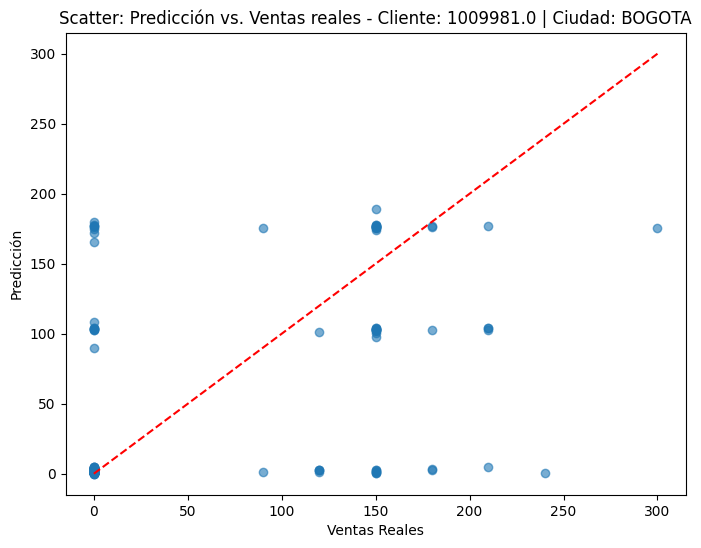 Scatter: Predicción vs. Ventas reales - Cliente: 1009981.0 | Ciudad: BOGOTA
300
250
200
150
100
50
0
Predicción
0 50 100 150 200 250 300
Ventas Reales